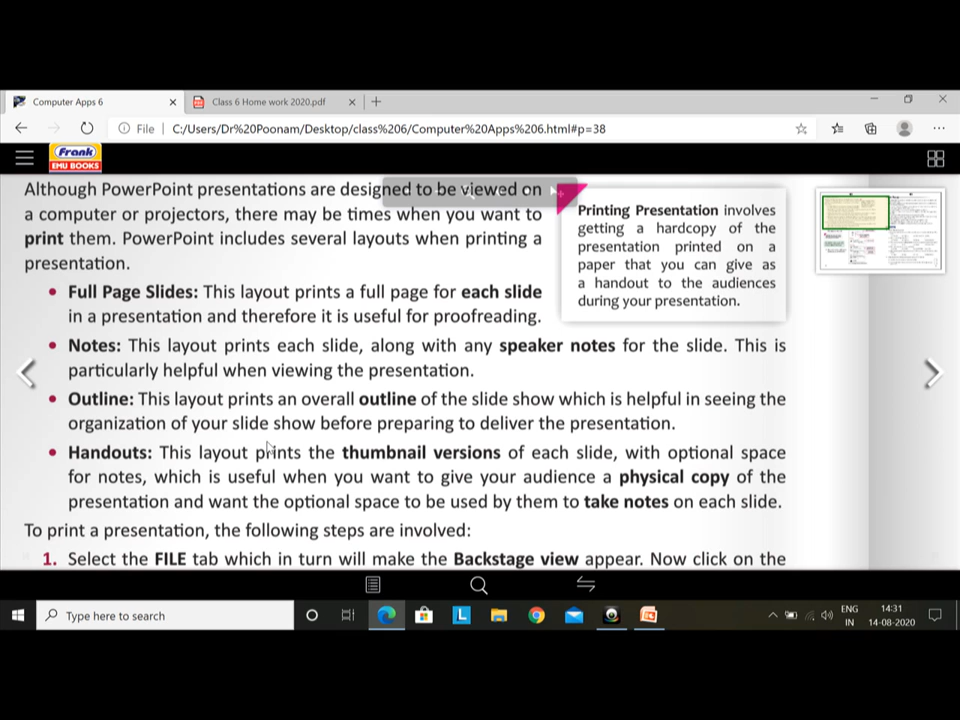 Computer Apps 6
Class 6 Home work 2020.pdf
File
C:/Users/Dr%20Poonam/Desktop/class%206/Computer%20Apps%206.html#p=38
Frank
EMU BOOKS
Although PowerPoint presentations are designed to be viewed on
a computer or projectors, there may be times when you want to
print them. PowerPoint includes several layouts when printing a
presentation.
Printing Presentation involves
getting a hardcopy of the
presentation printed on a
paper that you can give as
a handout to the audiences
during your presentation.
• Full Page Slides: This layout prints a full page for each slide
in a presentation and therefore it is useful for proofreading.
• Notes: This layout prints each slide, along with any speaker notes for the slide. This is
particularly helpful when viewing the presentation.
• Outline: This layout prints an overall outline of the slide show which is helpful in seeing the
organization of your slide show before preparing to deliver the presentation.
• Handouts: This layout prints the thumbnail versions of each slide, with optional space
for notes, which is useful when you want to give your audience a physical copy of the
presentation and want the optional space to be used by them to take notes on each slide.
To print a presentation, the following steps are involved:
1. Select the FILE tab which in turn will make the Backstage view appear. Now click on the
Type here to search
ENG
IN
14:31
14-08-2020